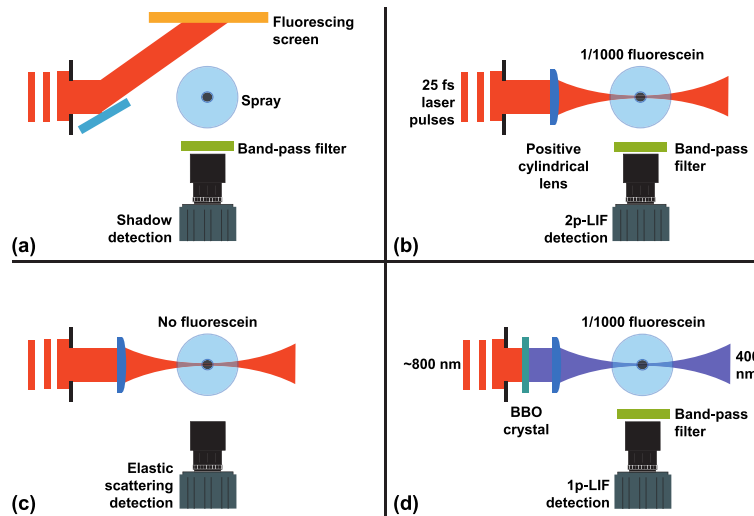 Fluorescing
screen
Spray
Band-pass filter
Shadow
detection
(a)
1/1000 fluorescein
25 fs
laser
pulses
Positive
cylindrical
lens
Band-pass
filter
2p-LIF
detection
(b)
No fluorescein
Elastic
scattering
detection
(c)
1/1000 fluorescein
~800 nm
400
nm
BBO
crystal
Band-pass
filter
1p-LIF
detection
(d)